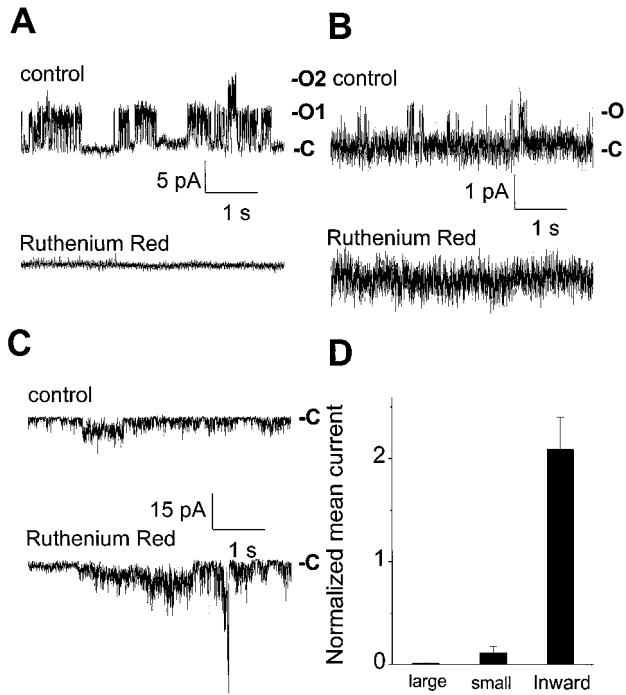 A
control
-O2
-O1
-C
5 pA
1 s
Ruthenium Red
B
control
-O
-C
1 pA
1 s
Ruthenium Red
C
control
-C
15 pA
1 s
Ruthenium Red
-C
D
Normalized mean current
2
1
0
large
small
Inward